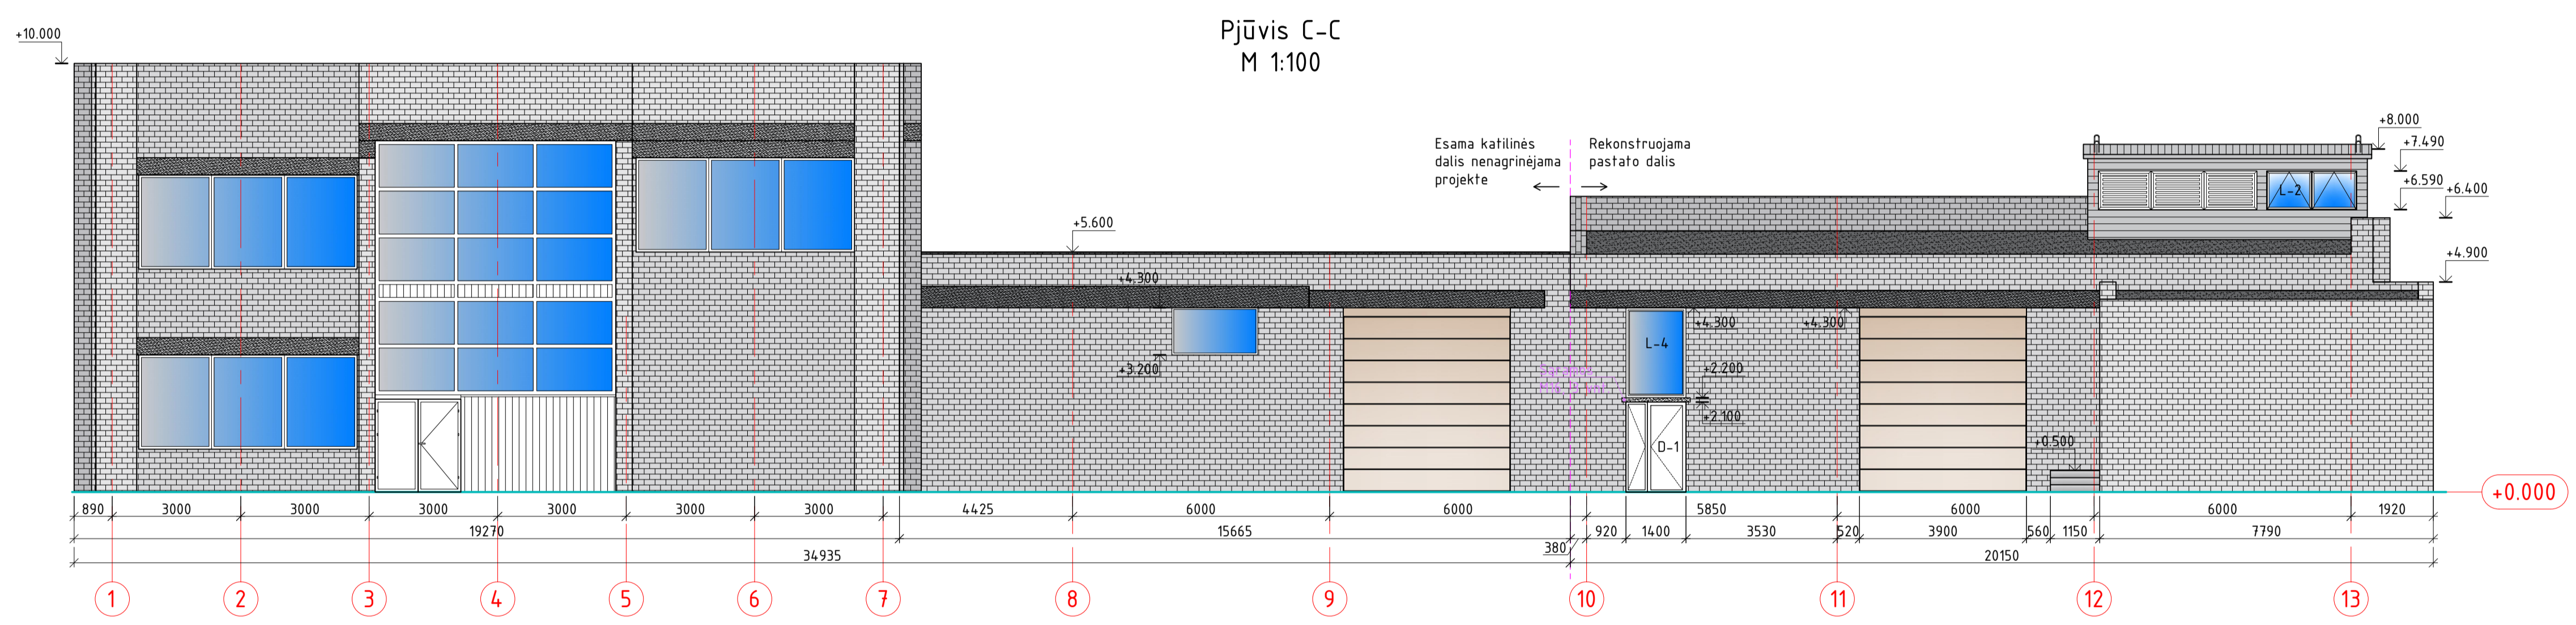 Pjūvis C-C
M 1:100
+10.000
Esama katilinės
dalis nenagrinėjama
projekte
Rekonstruojama
pastato dalis
+8.000
+7.490
+6.590
+6.400
L-2
+5.600
+4.900
+4.300
+3.200
L-4
+4.300
+4.300
+2.200
+2.100
D-1
+0.500
+0.000
890 3000 3000 3000 3000 3000 3000 4425 6000 6000 5850 6000 6000 1920
19270 15665 920 1400 3530 520 3900 560 1150 7790
380
34935 20150
1 2 3 4 5 6 7 8 9 10 11 12 13